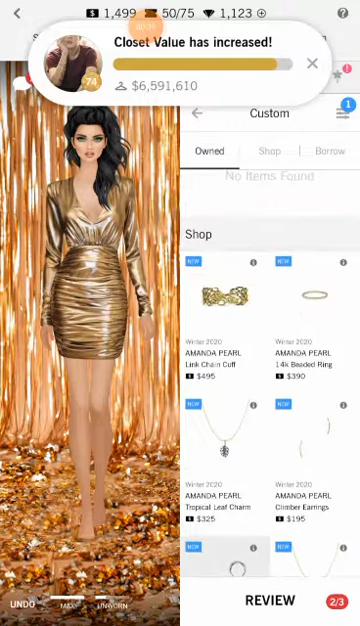 $ 1,499 50/75 1,123
Closet Value has increased!
74
$6,591,610
1
Custom
Owned Shop Borrow
No Items Found
Shop
NEW NEW
Winter 2020 Winter 2020
AMANDA PEARL AMANDA PEARL
Link Chain Cuff 14k Beaded Ring
$ $495 $ $390
NEW NEW
Winter 2020 Winter 2020
AMANDA PEARL AMANDA PEARL
Tropical Leaf Charm Climber Earrings
$ $325 $ $195
NEW NEW
UNDO REVIEW 2/3